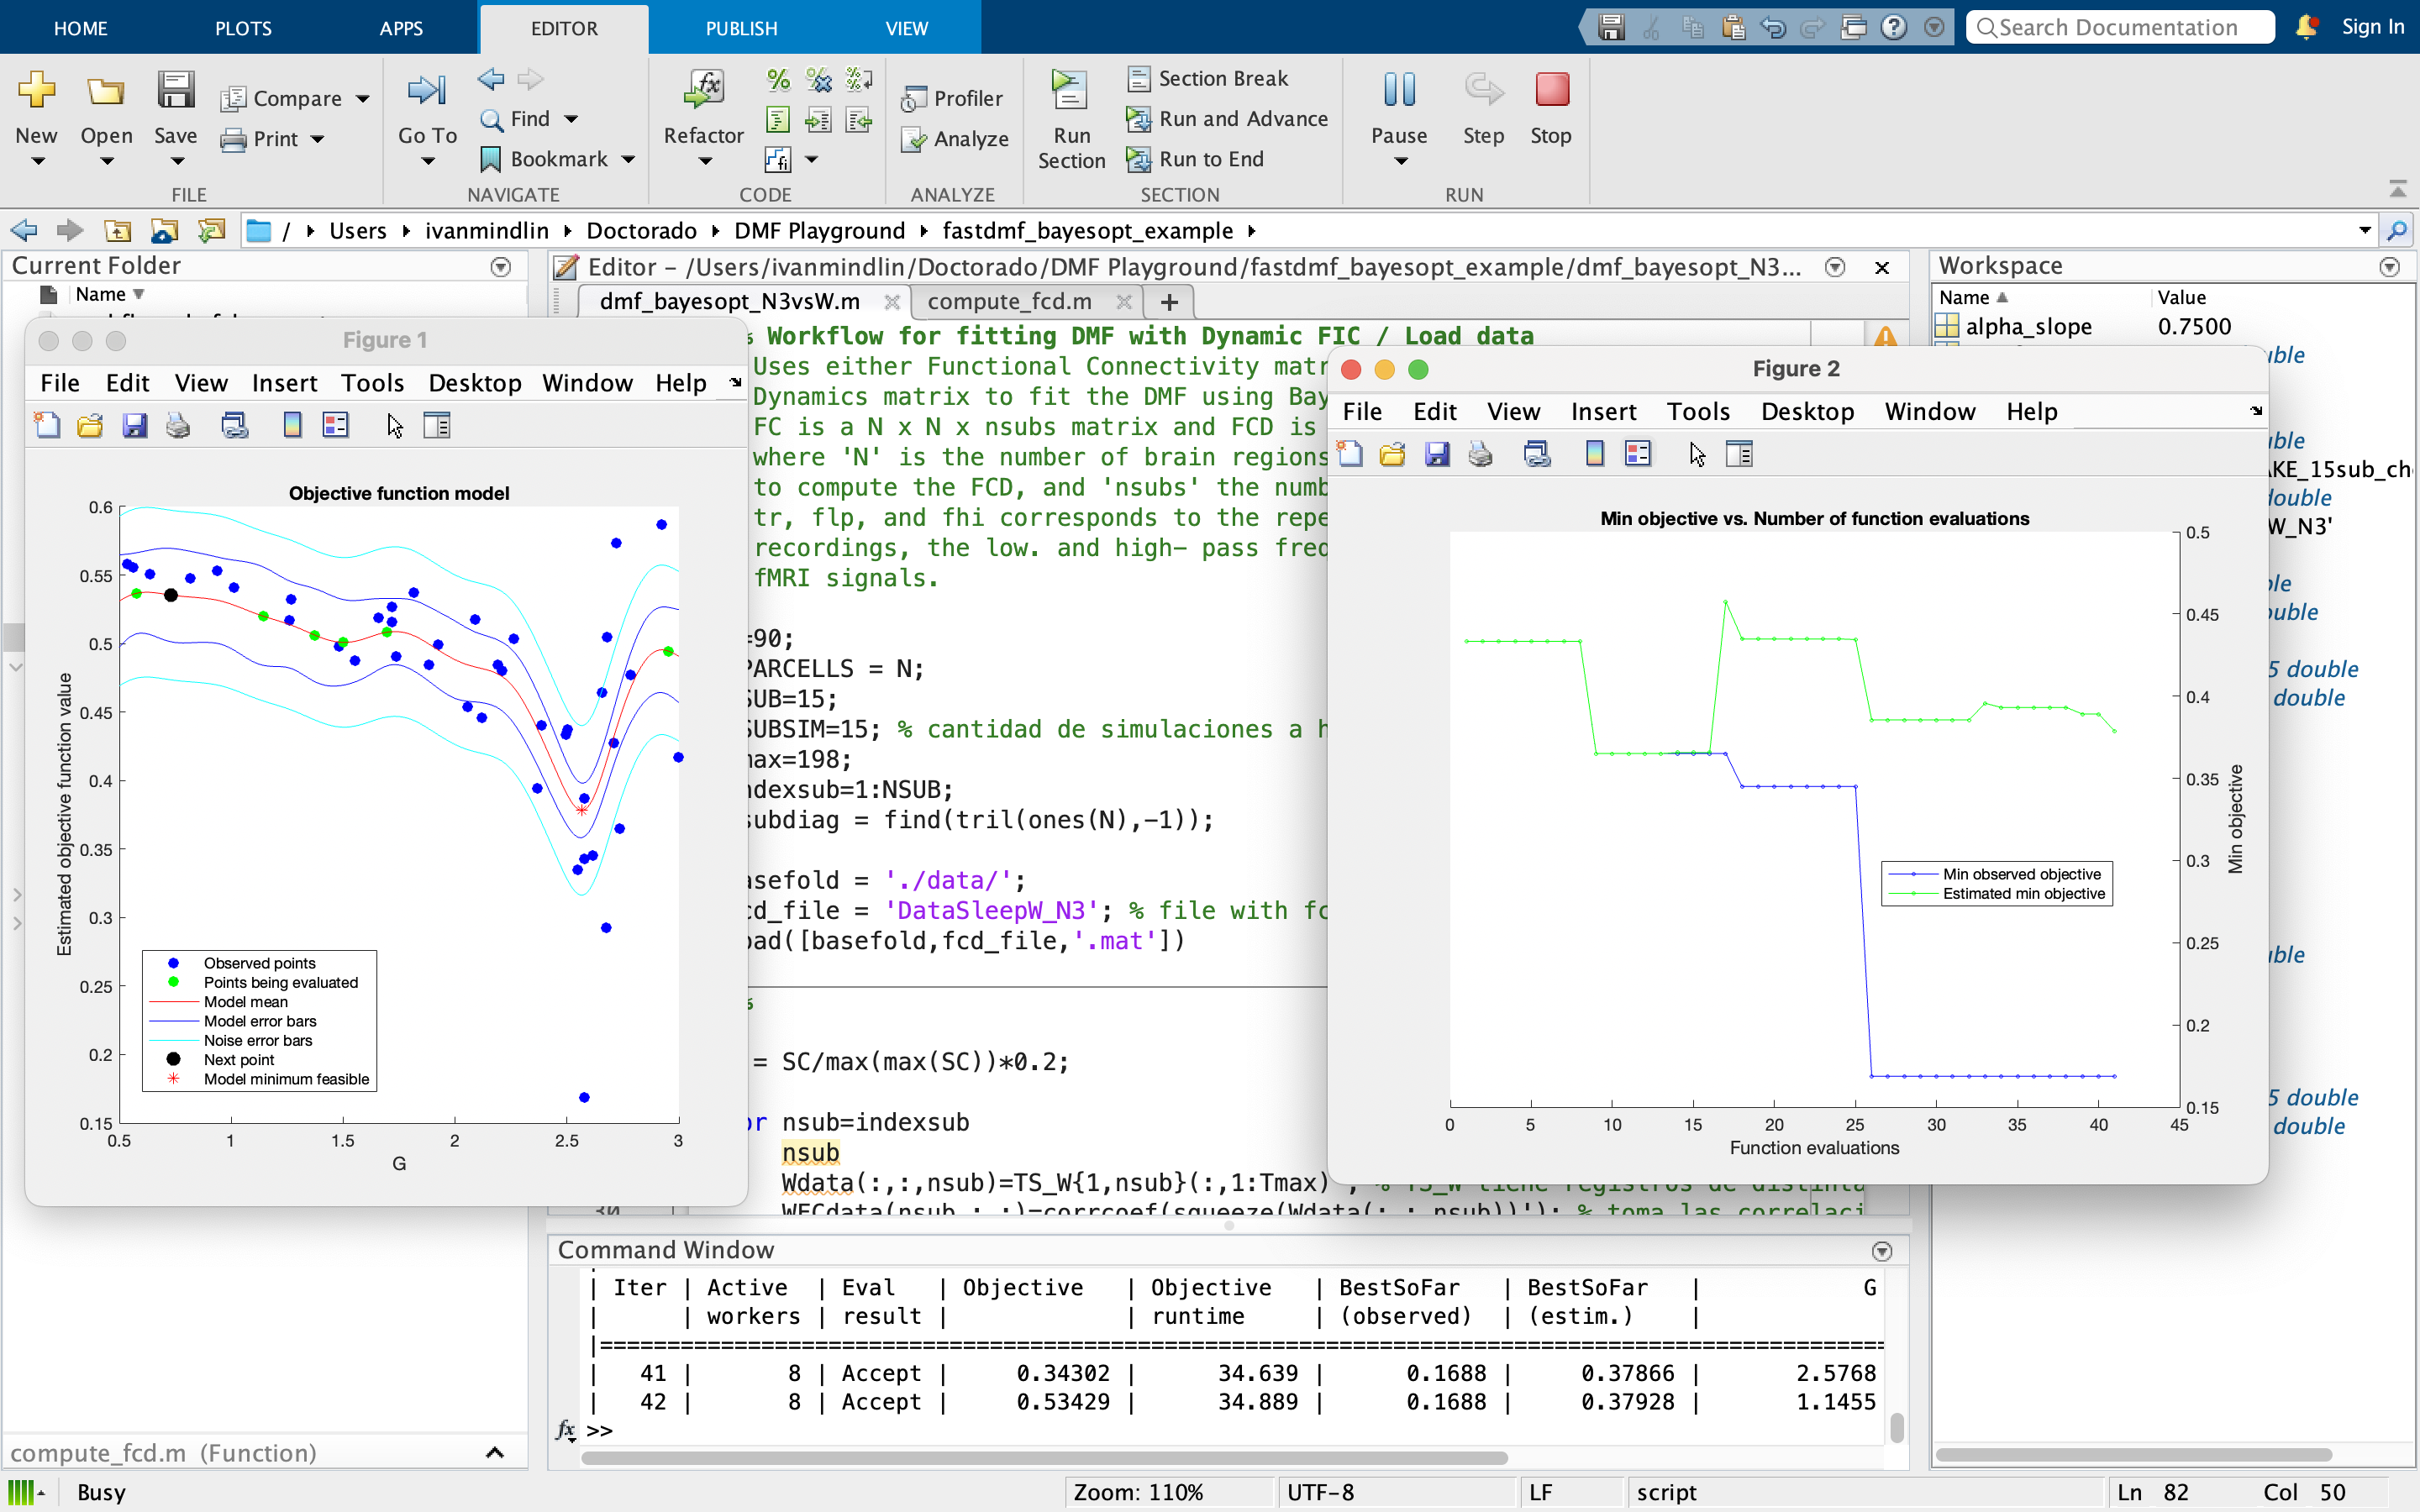 HOME PLOTS APPS EDITOR PUBLISH VIEW Search Documentation Sign In
New Open Save Compare Print Go To Find Bookmark Refactor Profiler Analyze Run Section Section Break Run and Advance Run to End Pause Step Stop
FILE NAVIGATE CODE ANALYZE SECTION RUN
/ Users ivanmindlin Doctorado DMF Playground fastdmf_bayesopt_example
Current Folder
Name
Editor - /Users/ivanmindlin/Doctorado/DMF Playground/fastdmf_bayesopt_example/dmf_bayesopt_N3...
dmf_bayesopt_N3vsW.m compute_fcd.m +
Workspace
Name Value
alpha_slope 0.7500
Workflow for fitting DMF with Dynamic FIC / Load data
Uses either Functional Connectivity matr
Dynamics matrix to fit the DMF using Bay
FC is a N x N x nsubs matrix and FCD is
where 'N' is the number of brain regions
to compute the FCD, and 'nsubs' the numb
tr, flp, and fhi corresponds to the repe
recordings, the low. and high- pass freq
fMRI signals.
=90;
PARCELLS = N;
SUB=15;
SUBSIM=15; % cantidad de simulaciones a h
max=198;
ndexsub=1:NSUB;
subdiag = find(tril(ones(N),-1));
asefold = './data/';
cd_file = 'DataSleepW_N3'; % file with fc
oad([basefold,fcd_file,'.mat'])
= SC/max(max(SC))*0.2;
or nsub=indexsub
nsub
Wdata(:,:,nsub)=TS_W{1,nsub}(:,1:Tmax) ; % TS_W tiene registros de distinta
WFCdata(nsub,:,:)=corrcoef(squeeze(Wdata(:,:,nsub))'); % toma las correlaci
Figure 1
File Edit View Insert Tools Desktop Window Help
Objective function model
0.6
0.55
0.5
0.45
0.4
0.35
0.3
0.25
0.2
0.15
Estimated objective function value
Observed points
Points being evaluated
Model mean
Model error bars
Noise error bars
Next point
Model minimum feasible
0.5 1 1.5 2 2.5 3
G
Figure 2
File Edit View Insert Tools Desktop Window Help
Min objective vs. Number of function evaluations
0.5
0.45
0.4
0.35
0.3
0.25
0.2
0.15
Min objective
Min observed objective
Estimated min objective
0 5 10 15 20 25 30 35 40 45
Function evaluations
uble
uble
AKE_15sub_ch
double
W_N3'
ble
ouble
5 double
double
uble
5 double
double
Command Window
| Iter | Active | Eval | Objective | Objective | BestSoFar | BestSoFar | G
| | workers | result | | runtime | (observed) | (estim.) |
| 41 | 8 | Accept | 0.34302 | 34.639 | 0.1688 | 0.37866 | 2.5768
| 42 | 8 | Accept | 0.53429 | 34.889 | 0.1688 | 0.37928 | 1.1455
fx >>
compute_fcd.m (Function)
Busy Zoom: 110% UTF-8 LF script Ln 82 Col 50